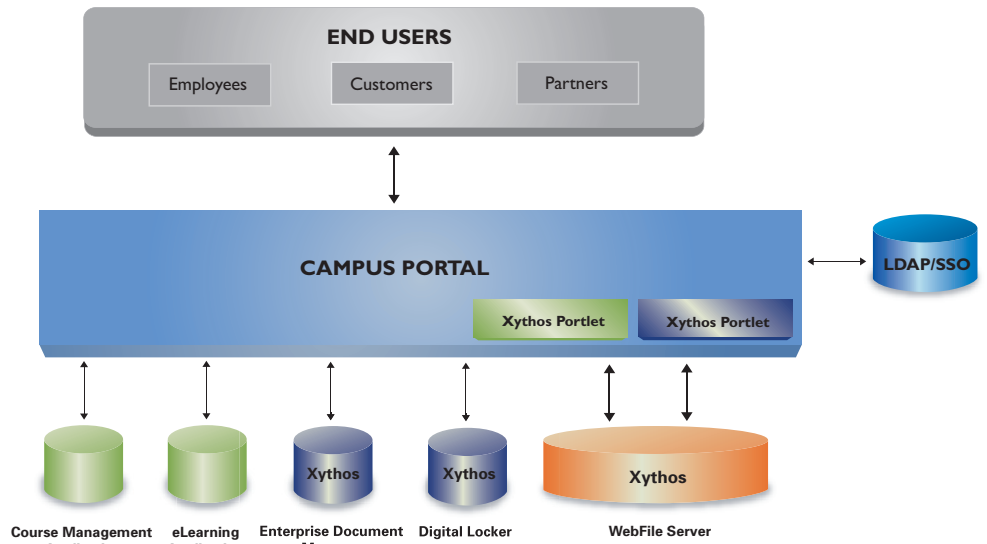 END USERS
Employees
Customers
Partners
CAMPUS PORTAL
LDAP/SSO
Xythos Portlet
Xythos Portlet
Xythos
Xythos
Xythos
Course Management
eLearning
Enterprise Document
Digital Locker
WebFile Server